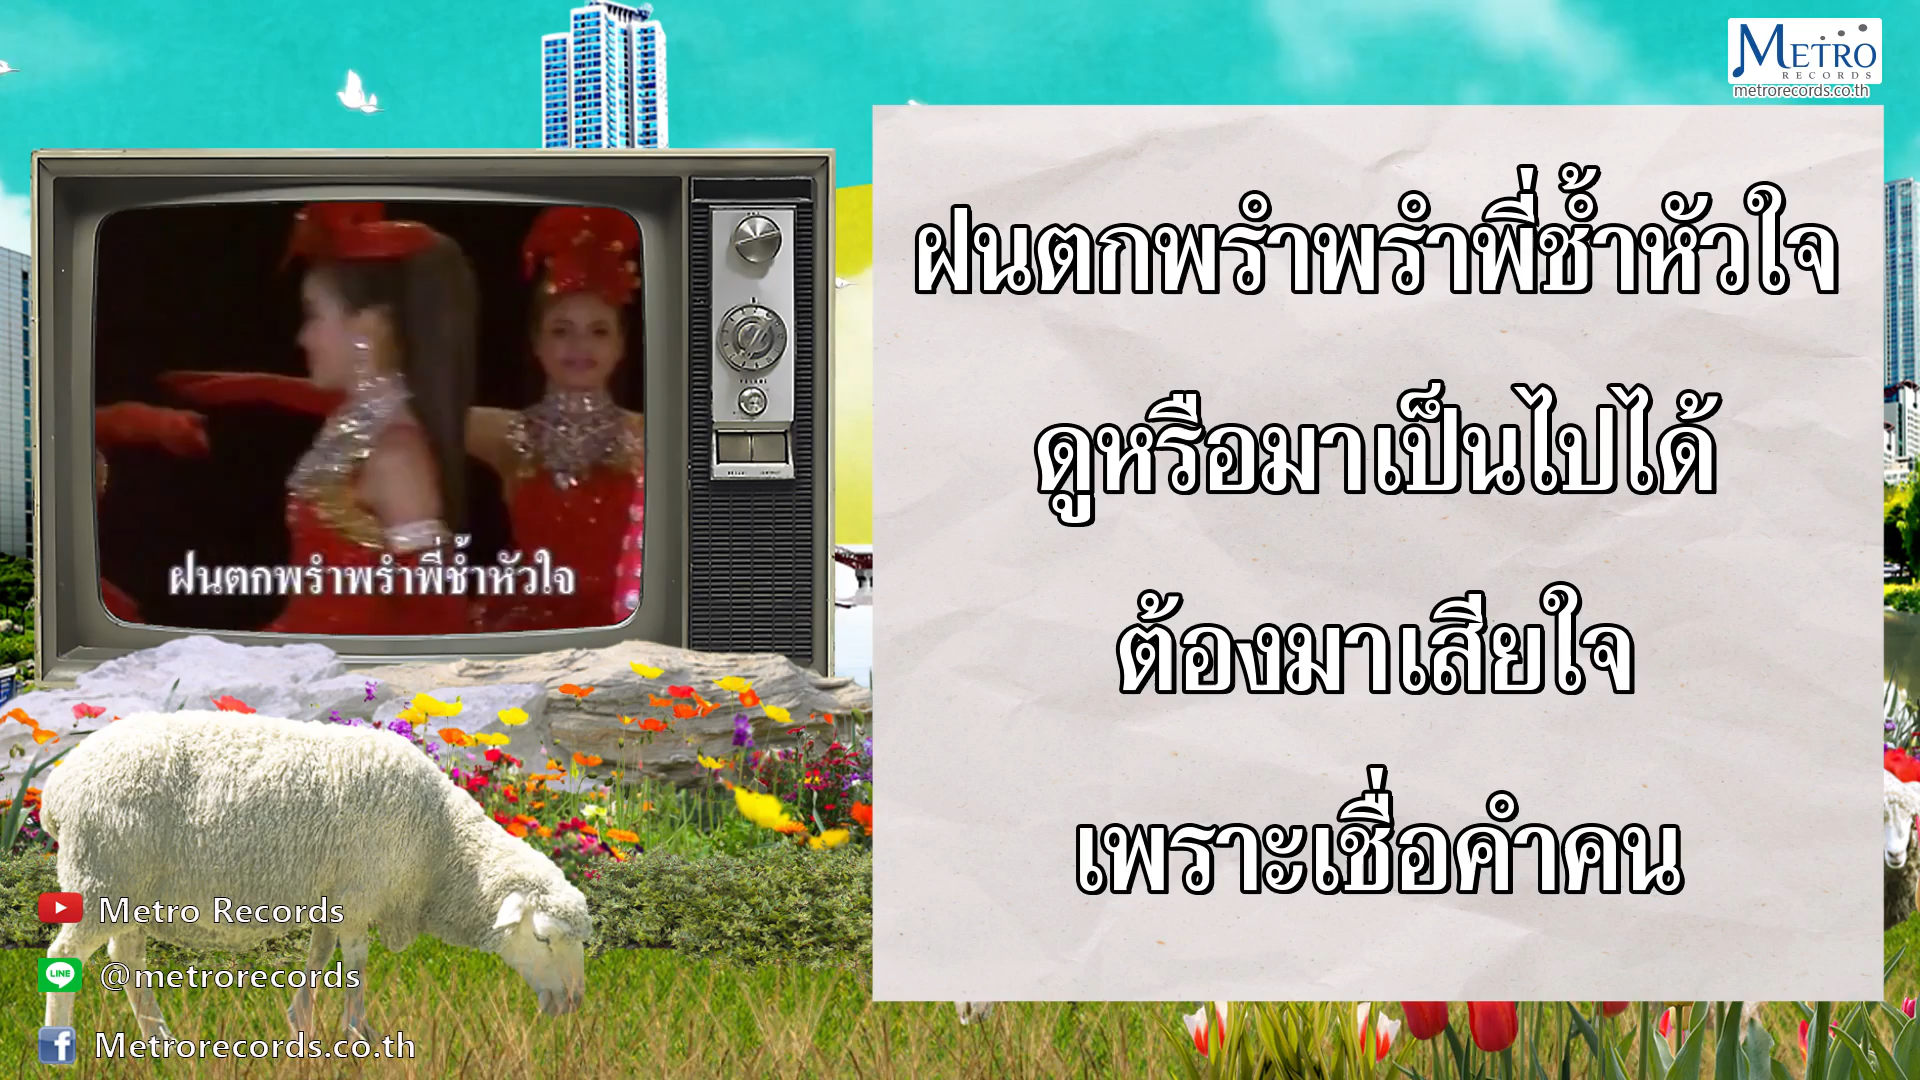 METRO
RECORDS
metrorecords.co.th
ฝนตกพรำพรำพี่ช้ำหัวใจ
ดูหรือมาเป็นไปได้
ต้องมาเสียใจ
เพราะเชื่อคำคน
ฝนตกพรำพรำพี่ช้ำหัวใจ
Metro Records
LINE
@metrorecords
f
Metrorecords.co.th